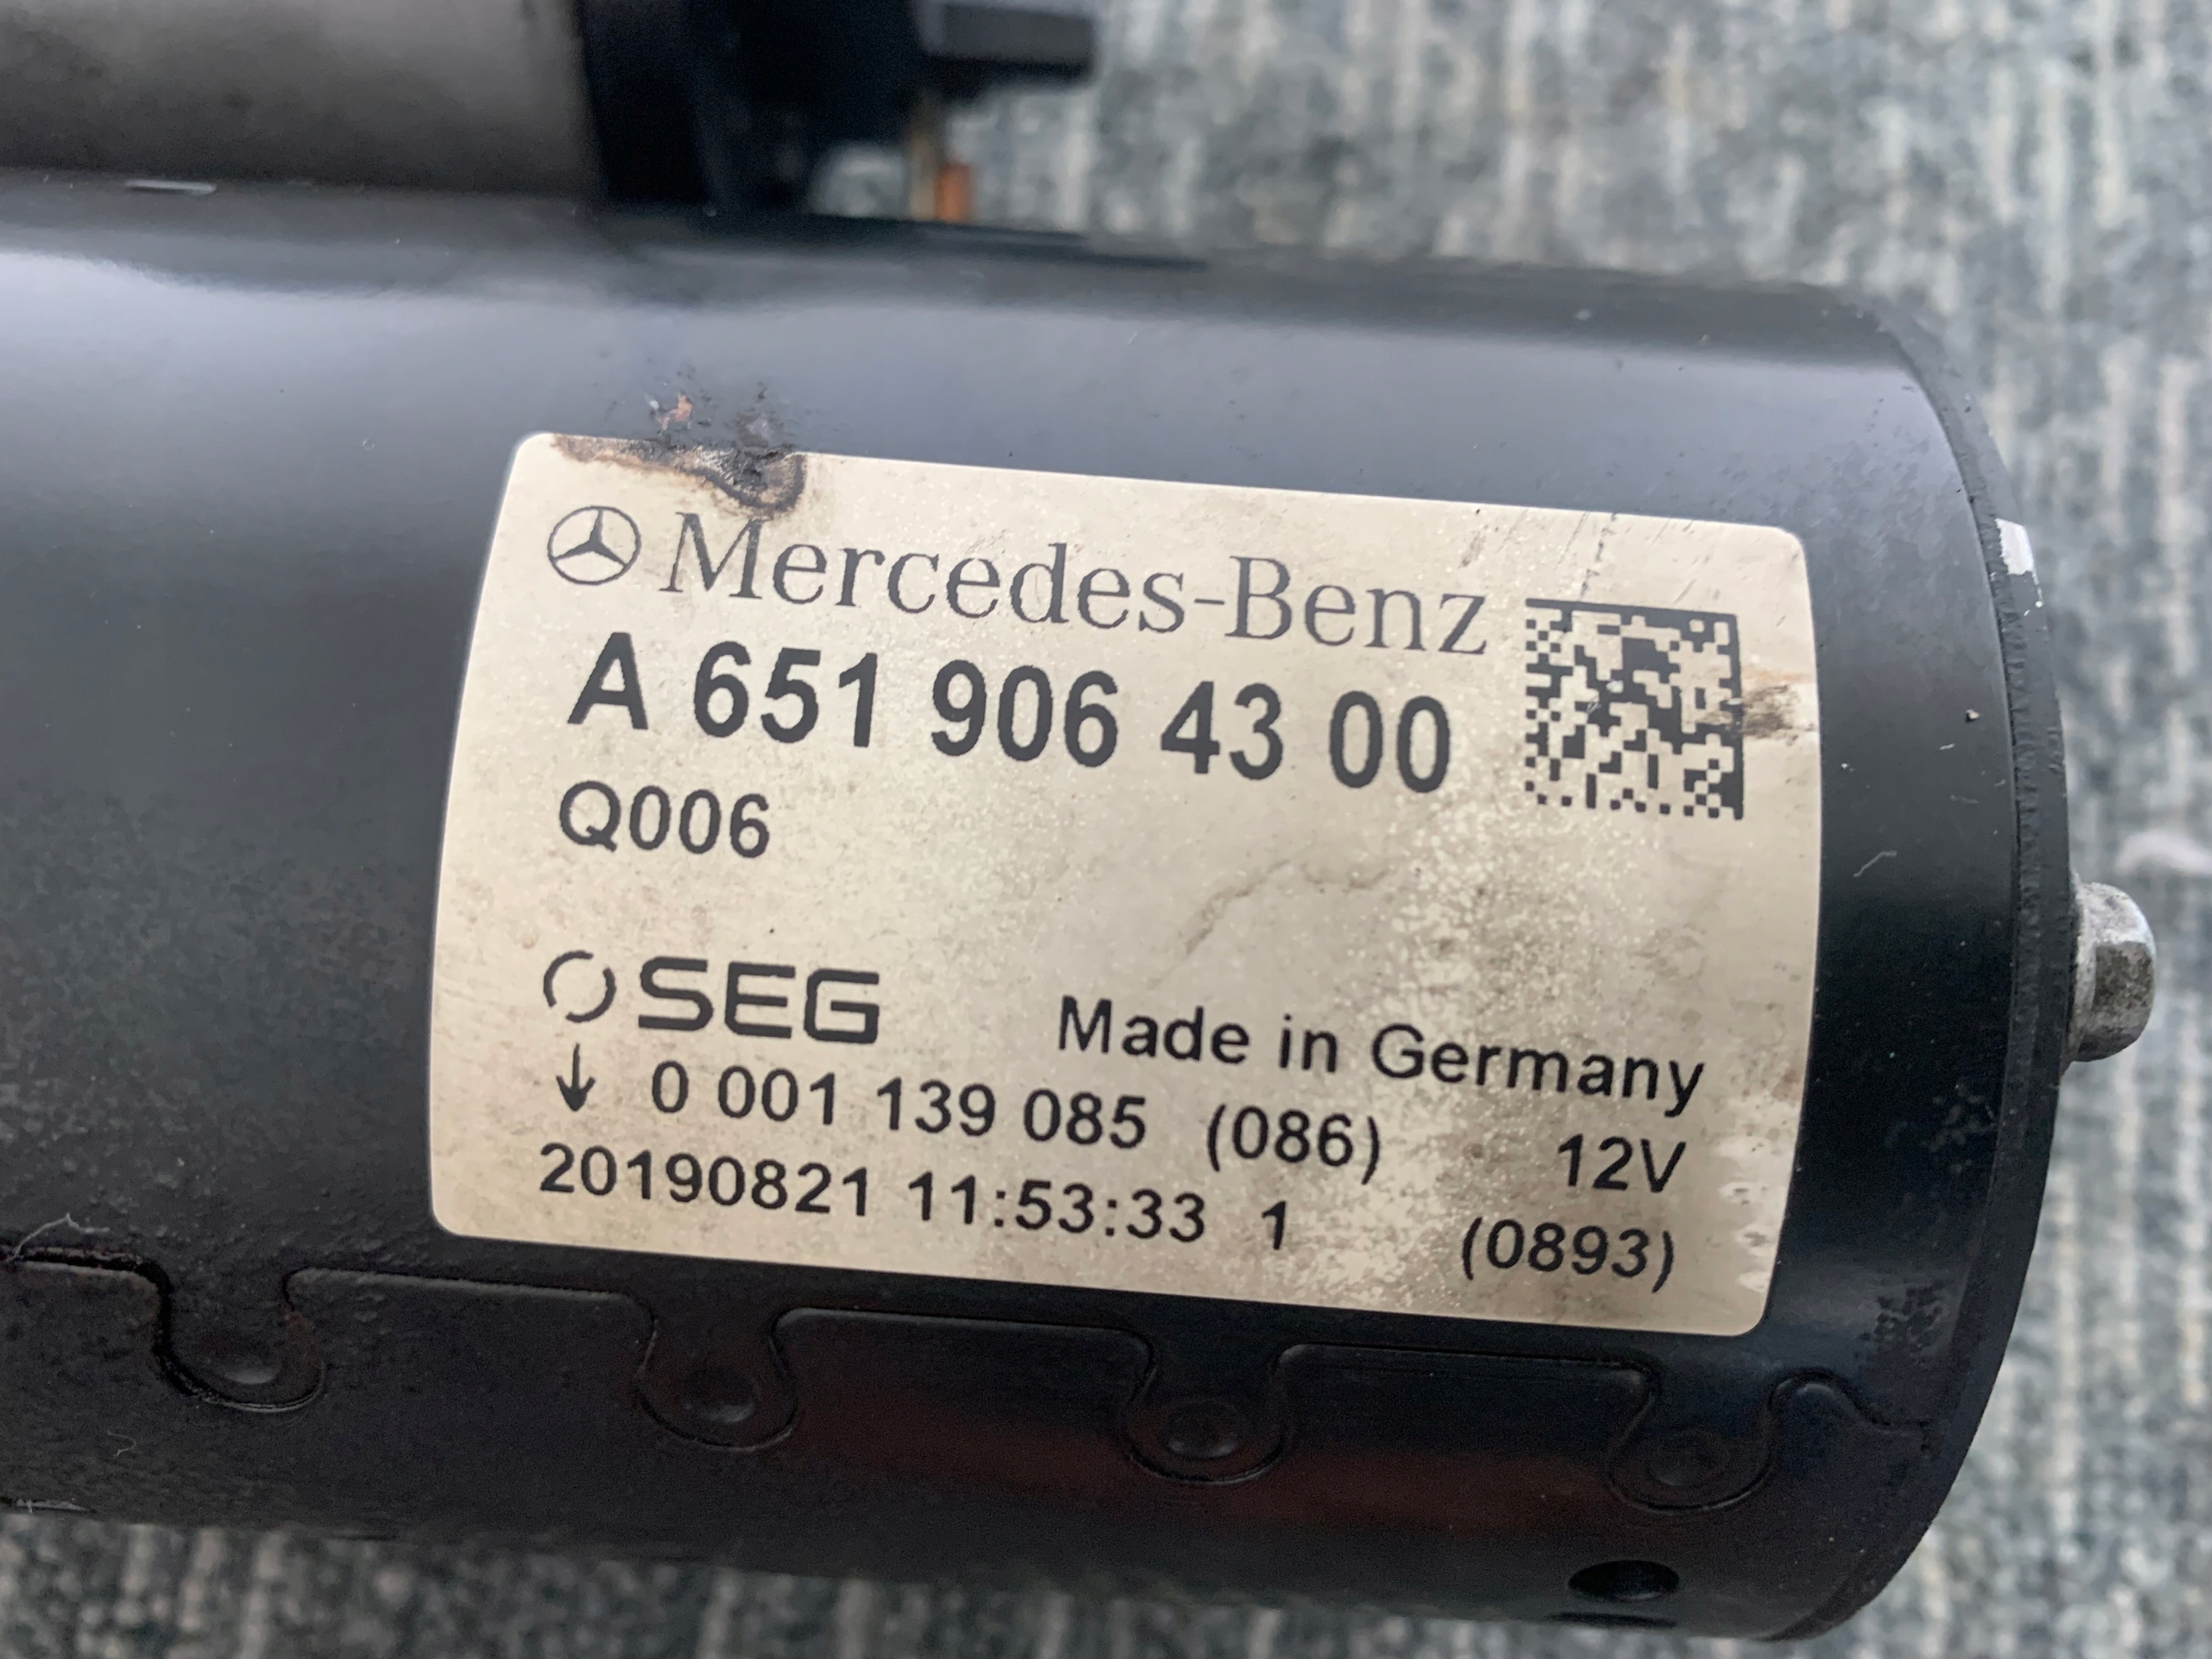 Mercedes-Benz
A 651 906 43 00
Q006
SEG
Made in Germany
↓ 0 001 139 085 (086) 12V
20190821 11:53:33 1 (0893)